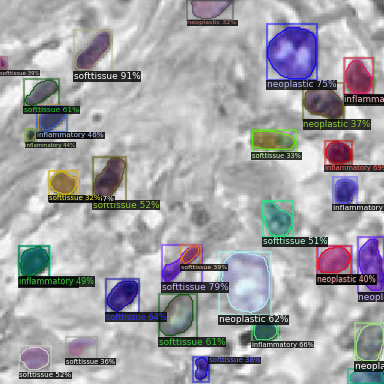 neoplastic 32%
softtissue 39%
softtissue 91%
neoplastic 75%
inflamma
softtissue 61%
neoplastic 37%
inflammatory 46%
inflammatory 44%
softtissue 33%
inflammatory 69%
softtissue 32%
softtissue 52%
inflammatory
softtissue 51%
softtissue 39%
inflammatory 49%
softtissue 79%
neoplastic 40%
neopl
softtissue 64%
neoplastic 62%
softtissue 61%
inflammatory 66%
softtissue 36%
softtissue 38%
neopla
softtissue 52%